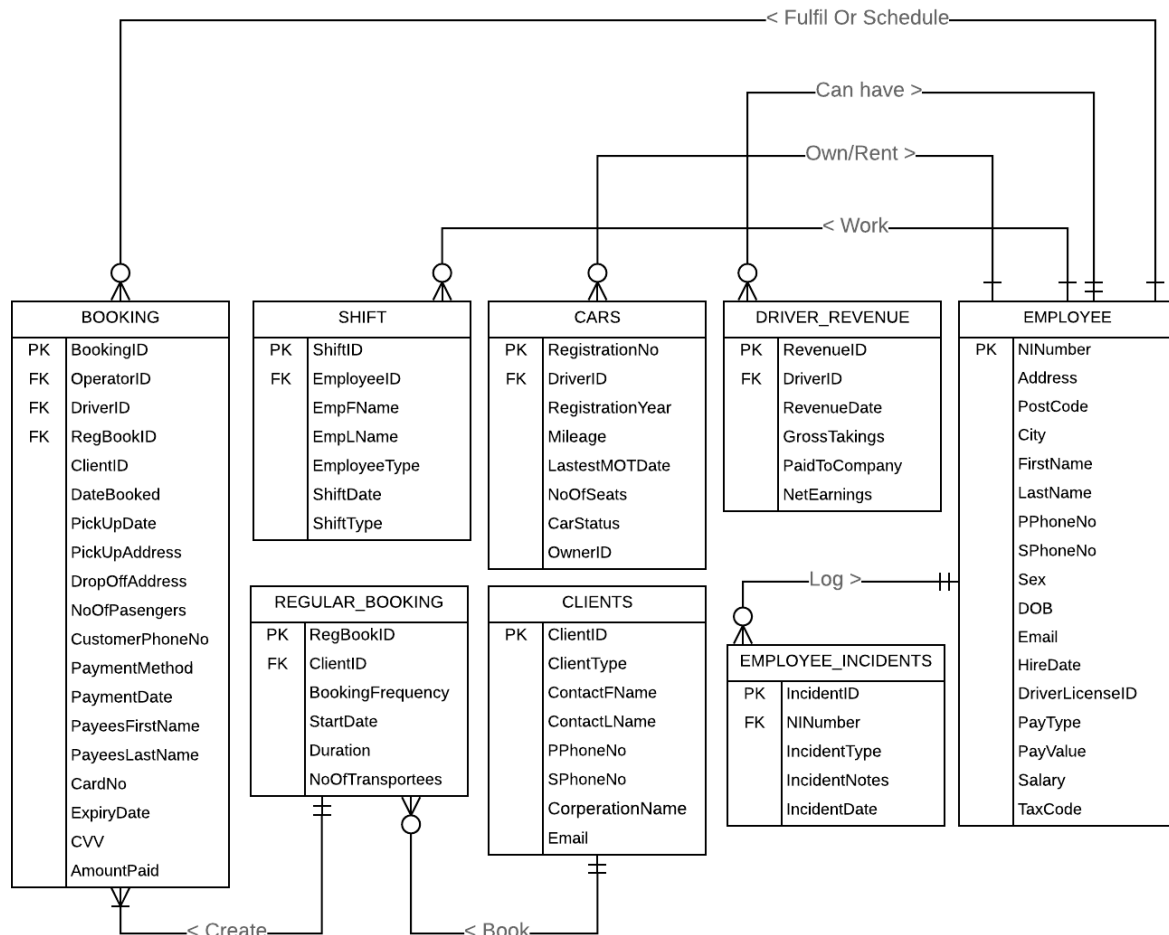 < Fulfil Or Schedule
Can have >
Own/Rent >
< Work
BOOKING
PK BookingID
FK OperatorID
FK DriverID
FK RegBookID
ClientID
DateBooked
PickUpDate
PickUpAddress
DropOffAddress
NoOfPasengers
CustomerPhoneNo
PaymentMethod
PaymentDate
PayeesFirstName
PayeesLastName
CardNo
ExpiryDate
CVV
AmountPaid
SHIFT
PK ShiftID
FK EmployeeID
EmpFName
EmpLName
EmployeeType
ShiftDate
ShiftType
CARS
PK RegistrationNo
FK DriverID
RegistrationYear
Mileage
LastestMOTDate
NoOfSeats
CarStatus
OwnerID
DRIVER_REVENUE
PK RevenueID
FK DriverID
RevenueDate
GrossTakings
PaidToCompany
NetEarnings
EMPLOYEE
PK NINumber
Address
PostCode
City
FirstName
LastName
PPhoneNo
SPhoneNo
Sex
DOB
Email
HireDate
DriverLicenseID
PayType
PayValue
Salary
TaxCode
Log >
REGULAR_BOOKING
PK RegBookID
FK ClientID
BookingFrequency
StartDate
Duration
NoOfTransportees
CLIENTS
PK ClientID
ClientType
ContactFName
ContactLName
PPhoneNo
SPhoneNo
CorperationName
Email
EMPLOYEE_INCIDENTS
PK IncidentID
FK NINumber
IncidentType
IncidentNotes
IncidentDate
< Create
< Book